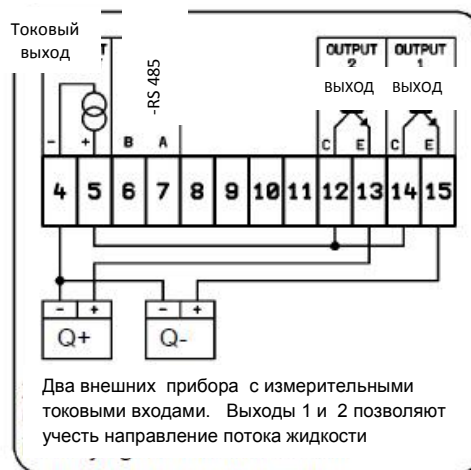 Токовый
выход
-RS 485
OUTPUT OUTPUT
2 1
выход выход
- + B A C E C E
4 5 6 7 8 9 10 11 12 13 14 15
- + - +
Q+ Q-
Два внешних прибора с измерительными
токовыми входами. Выходы 1 и 2 позволяют
учесть направление потока жидкости